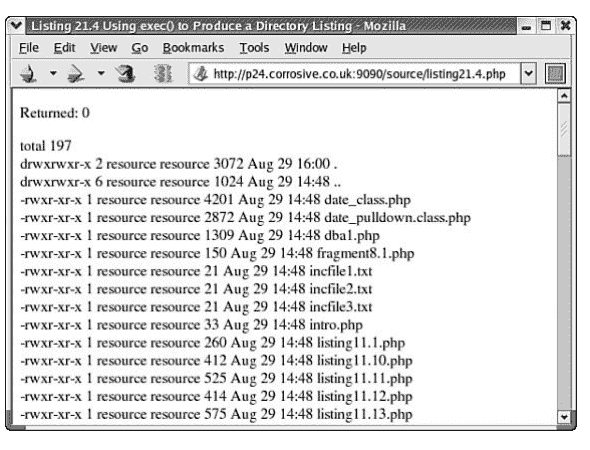 Listing 21.4 Using exec() to Produce a Directory Listing - Mozilla
File Edit View Go Bookmarks Tools Window Help
http://p24.corrosive.co.uk:9090/source/listing21.4.php
Returned: 0
total 197
drwxrwxr-x 2 resource resource 3072 Aug 29 16:00 .
drwxrwxr-x 6 resource resource 1024 Aug 29 14:48 ..
-rwxr-xr-x 1 resource resource 4201 Aug 29 14:48 date_class.php
-rwxr-xr-x 1 resource resource 2872 Aug 29 14:48 date_pulldown.class.php
-rwxr-xr-x 1 resource resource 1309 Aug 29 14:48 dba1.php
-rwxr-xr-x 1 resource resource 150 Aug 29 14:48 fragment8.1.php
-rwxr-xr-x 1 resource resource 21 Aug 29 14:48 incfile1.txt
-rwxr-xr-x 1 resource resource 21 Aug 29 14:48 incfile2.txt
-rwxr-xr-x 1 resource resource 21 Aug 29 14:48 incfile3.txt
-rwxr-xr-x 1 resource resource 33 Aug 29 14:48 intro.php
-rwxr-xr-x 1 resource resource 260 Aug 29 14:48 listing11.1.php
-rwxr-xr-x 1 resource resource 412 Aug 29 14:48 listing11.10.php
-rwxr-xr-x 1 resource resource 525 Aug 29 14:48 listing11.11.php
-rwxr-xr-x 1 resource resource 414 Aug 29 14:48 listing11.12.php
-rwxr-xr-x 1 resource resource 575 Aug 29 14:48 listing11.13.php